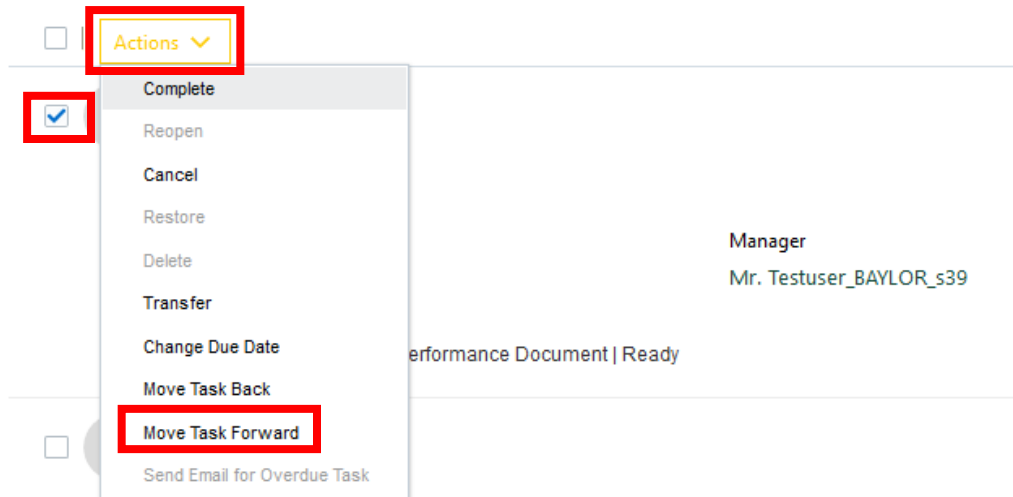 Actions
Complete
Reopen
Cancel
Restore
Manager
Delete
Mr. Testuser_BAYLOR_s39
Transfer
Change Due Date
erformance Document | Ready
Move Task Back
Move Task Forward
Send Email for Overdue Task